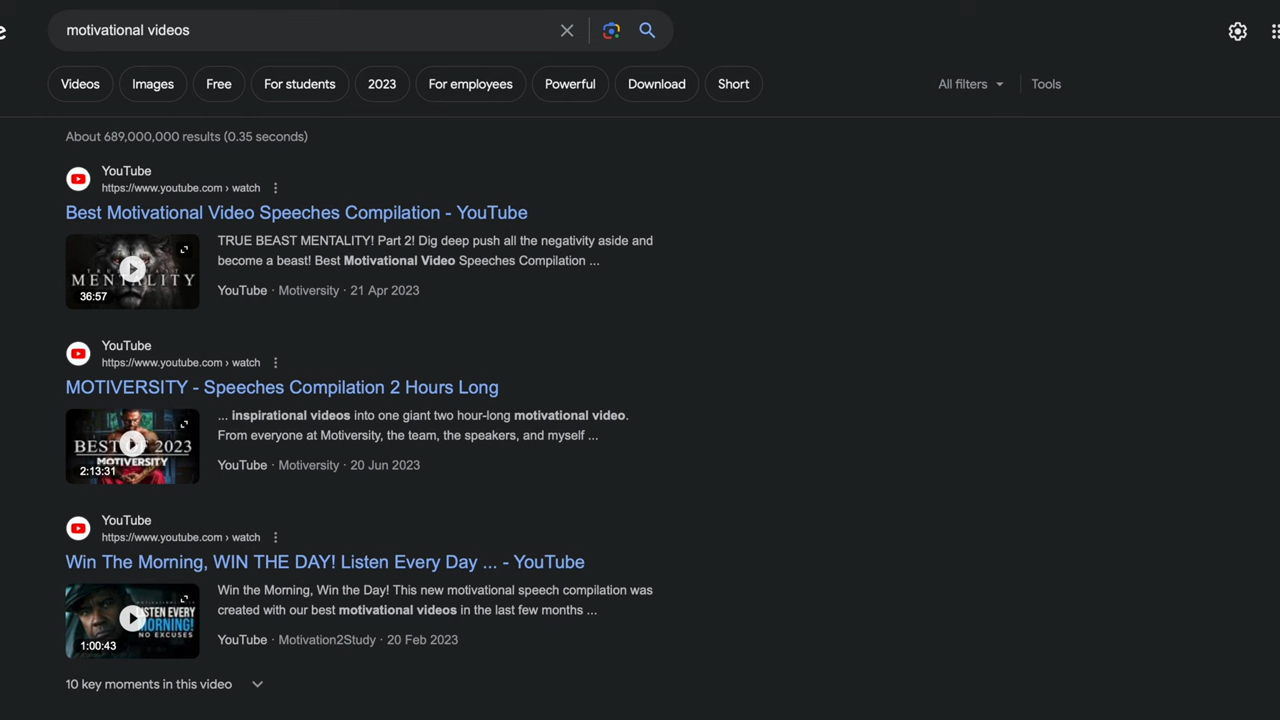 e
motivational videos
Videos
Images
Free
For students
2023
For employees
Powerful
Download
Short
All filters
Tools
About 689,000,000 results (0.35 seconds)
YouTube
https://www.youtube.com › watch
Best Motivational Video Speeches Compilation - YouTube
MENTALITY
36:57
TRUE BEAST MENTALITY! Part 2! Dig deep push all the negativity aside and
become a beast! Best Motivational Video Speeches Compilation ...
YouTube · Motiversity · 21 Apr 2023
YouTube
https://www.youtube.com › watch
MOTIVERSITY - Speeches Compilation 2 Hours Long
BEST OF 2023
MOTIVERSITY
2:13:31
... inspirational videos into one giant two hour-long motivational video.
From everyone at Motiversity, the team, the speakers, and myself ...
YouTube · Motiversity · 20 Jun 2023
YouTube
https://www.youtube.com › watch
Win The Morning, WIN THE DAY! Listen Every Day ... - YouTube
LISTEN EVERY
MORNING!
NO EXCUSES
1:00:43
Win the Morning, Win the Day! This new motivational speech compilation was
created with our best motivational videos in the last few months ...
YouTube · Motivation2Study · 20 Feb 2023
10 key moments in this video